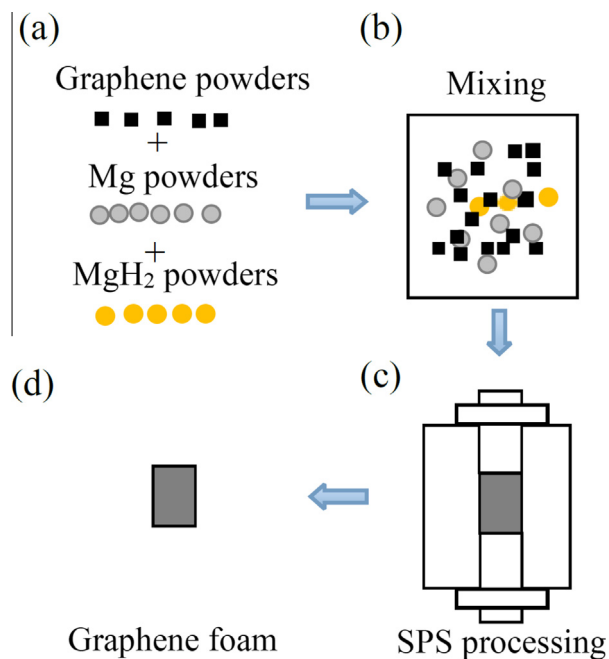 (a)
Graphene powders
+
Mg powders
+
MgH₂ powders
(b)
Mixing
(c)
SPS processing
(d)
Graphene foam